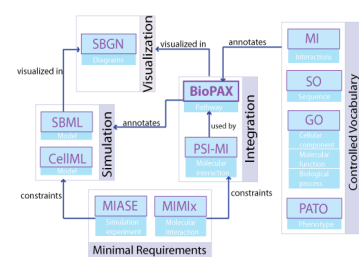 SBGN
Diagrams
Visualization
visualized in
visualized in
annotates
MI
Interactions
SO
Sequence
GO
Cellular
component
Molecular
function
Biological
process
PATO
Phenotype
Controlled Vocabulary
BioPAX
Pathway
used by
PSI-MI
Molecular
interaction
Integration
SBML
Model
CellML
Model
Simulation
annotates
constraints
constraints
MIASE
Simulation
experiment
MIMIx
Molecular
Interaction
Minimal Requirements